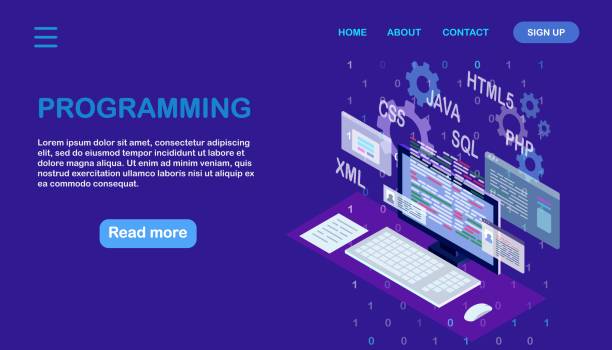 HOME ABOUT CONTACT SIGN UP
PROGRAMMING
Lorem ipsum dolor sit amet, consectetur adipiscing
elit, sed do eiusmod tempor incididunt ut labore et
dolore magna aliqua. Ut enim ad minim veniam, quis
nostrud exercitation ullamco laboris nisi ut aliquip ex
ea commodo consequat.
Read more
HTML5
JAVA
CSS
PHP
SQL
XML